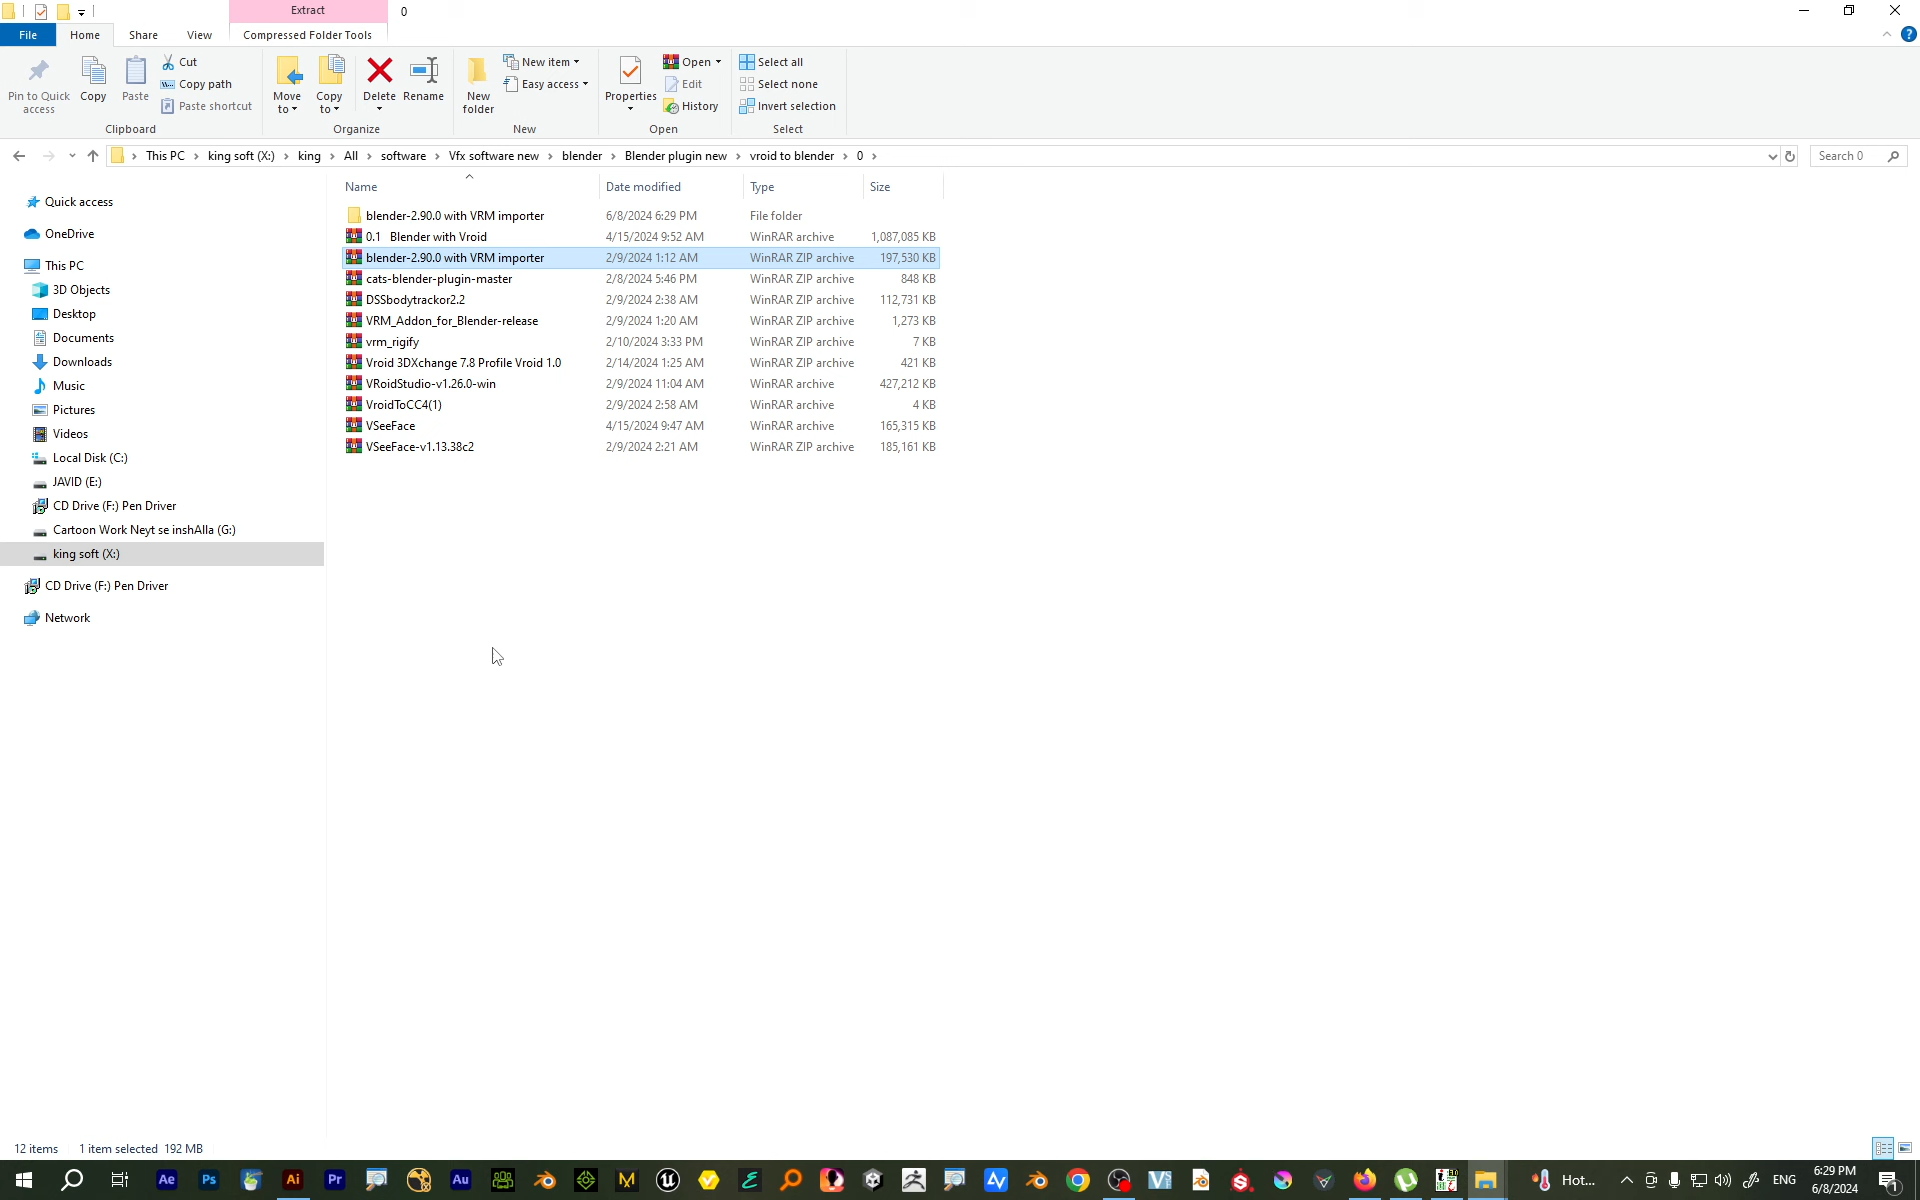 Extract
0
File
Home
Share
View
Compressed Folder Tools
Pin to Quick access
Copy
Paste
Cut
Copy path
Paste shortcut
Clipboard
Move to
Copy to
Delete
Rename
Organize
New folder
New item
Easy access
New
Properties
Open
Edit
History
Open
Select all
Select none
Invert selection
Select
This PC › king soft (X:) › king › All › software › Vfx software new › blender › Blender plugin new › vroid to blender › 0 ›
Search 0
Name Date modified Type Size
blender-2.90.0 with VRM importer 6/8/2024 6:29 PM File folder
0.1 Blender with Vroid 4/15/2024 9:52 AM WinRAR archive 1,087,085 KB
blender-2.90.0 with VRM importer 2/9/2024 1:12 AM WinRAR ZIP archive 197,530 KB
cats-blender-plugin-master 2/8/2024 5:46 PM WinRAR ZIP archive 848 KB
DSSbodytrackor2.2 2/9/2024 2:38 AM WinRAR ZIP archive 112,731 KB
VRM_Addon_for_Blender-release 2/9/2024 1:20 AM WinRAR ZIP archive 1,273 KB
vrm_rigify 2/10/2024 3:33 PM WinRAR ZIP archive 7 KB
Vroid 3DXchange 7.8 Profile Vroid 1.0 2/14/2024 1:25 AM WinRAR ZIP archive 421 KB
VRoidStudio-v1.26.0-win 2/9/2024 11:04 AM WinRAR archive 427,212 KB
VroidToCC4(1) 2/9/2024 2:58 AM WinRAR archive 4 KB
VSeeFace 4/15/2024 9:47 AM WinRAR archive 165,315 KB
VSeeFace-v1.13.38c2 2/9/2024 2:21 AM WinRAR ZIP archive 185,161 KB
Quick access
OneDrive
This PC
3D Objects
Desktop
Documents
Downloads
Music
Pictures
Videos
Local Disk (C:)
JAVID (E:)
CD Drive (F:) Pen Driver
Cartoon Work Neyt se inshAlla (G:)
king soft (X:)
CD Drive (F:) Pen Driver
Network
12 items 1 item selected 192 MB
Ae Ps Ai Pr Au M
Hot...
ENG
6:29 PM
6/8/2024
1